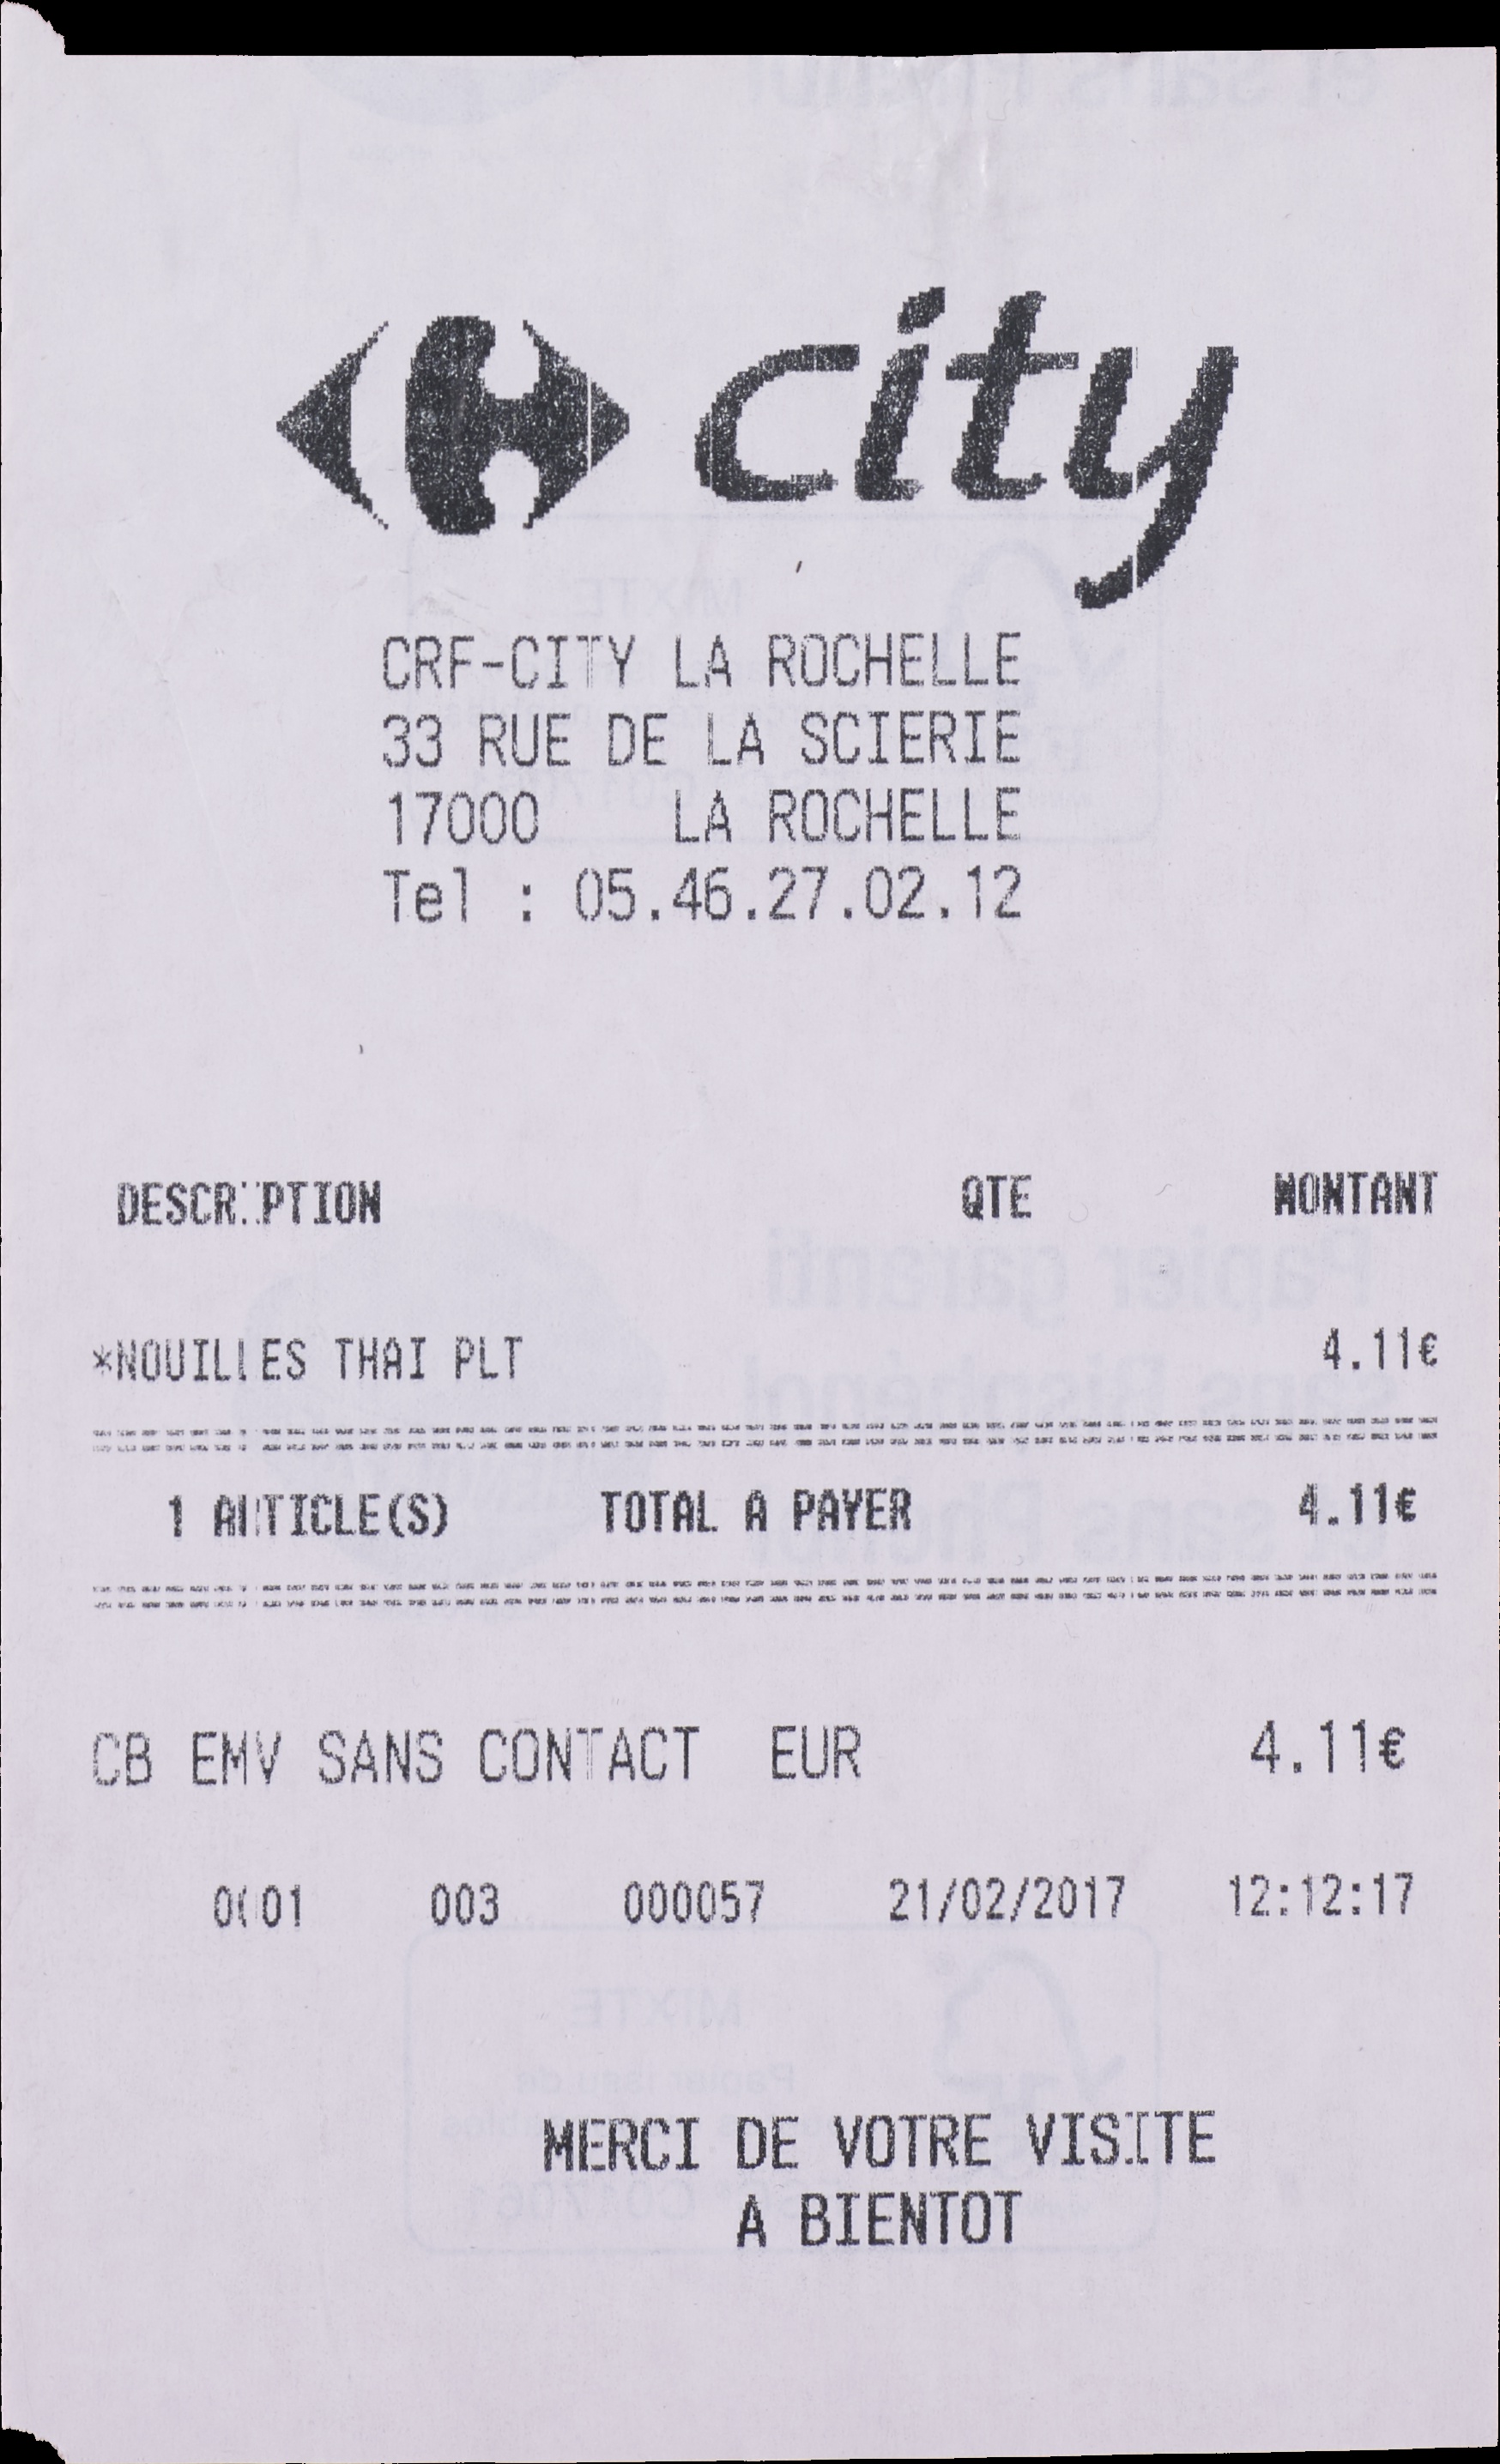 city
CRF-CITY LA ROCHELLE
33 RUE DE LA SCIERIE
17000 LA ROCHELLE
Tel : 05.46.27.02.12
DESCRIPTION QTE MONTANT
*NOUILLES THAI PLT 4.11€
1 ARTICLE(S) TOTAL A PAYER 4.11€
CB EMV SANS CONTACT EUR 4.11€
0001 003 000057 21/02/2017 12:12:17
MERCI DE VOTRE VISITE
A BIENTOT